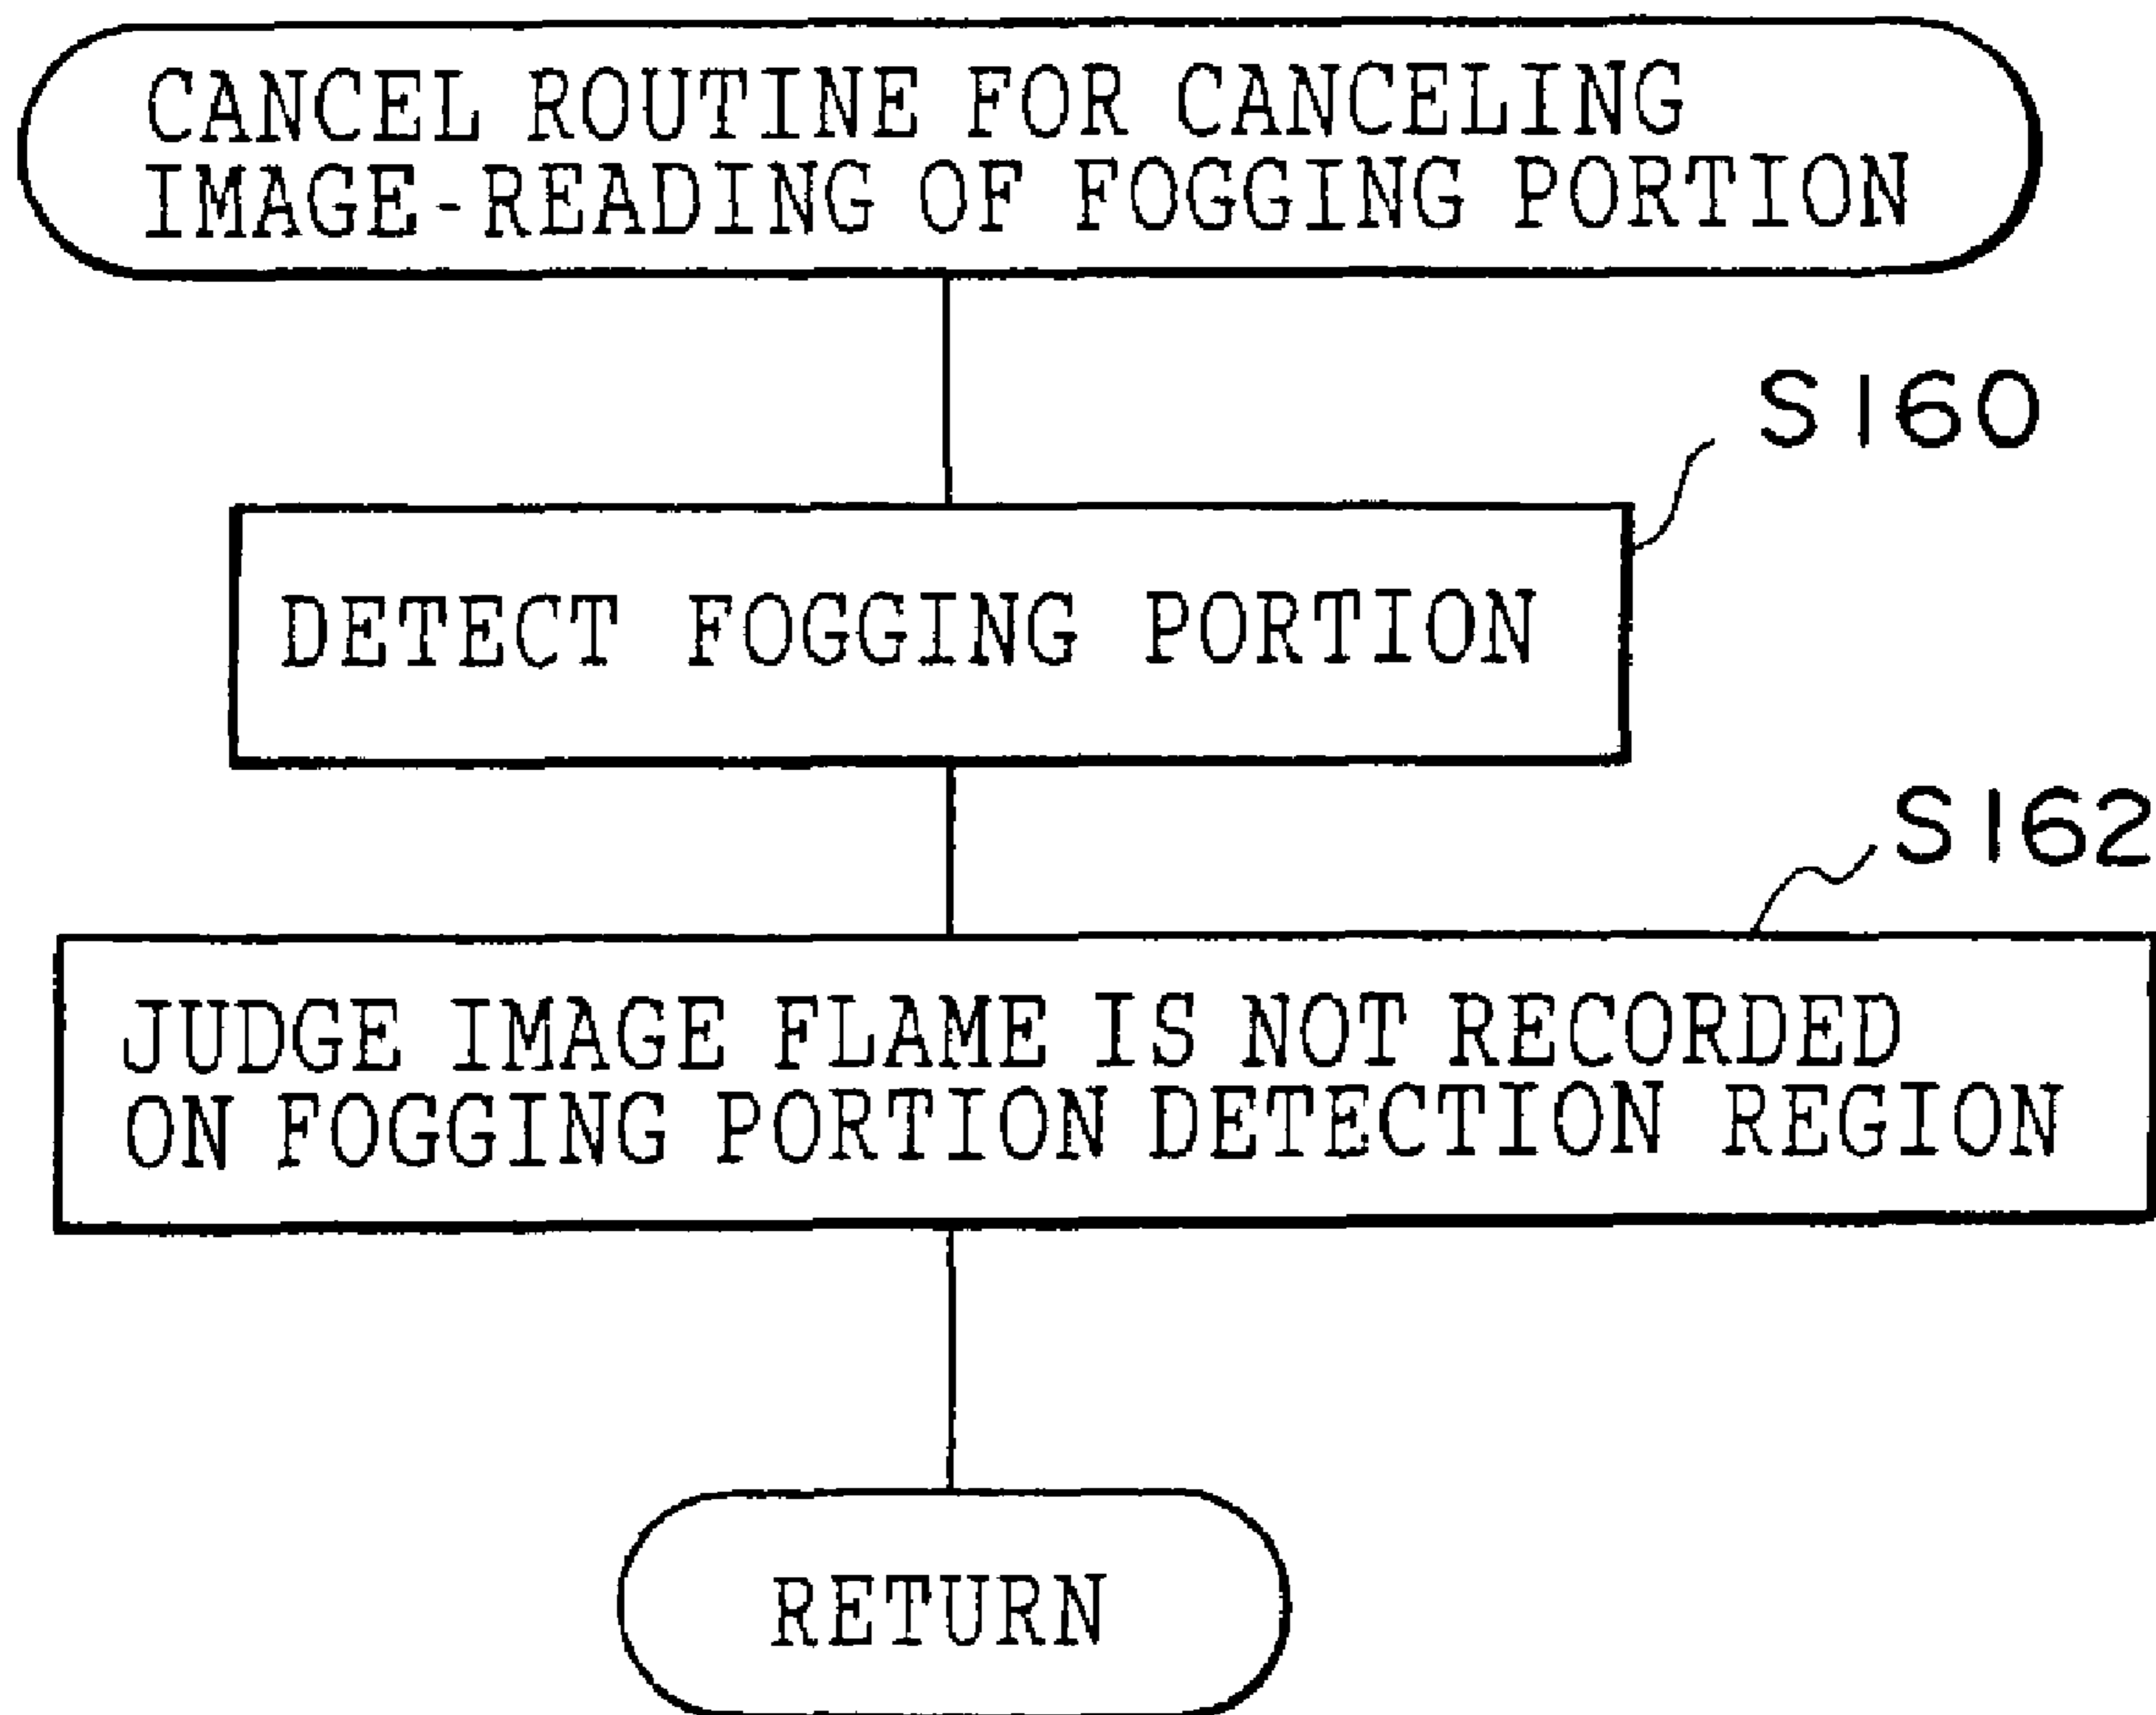 CANCEL ROUTINE FOR CANCELING
IMAGE-READING OF FOGGING PORTION
S160
DETECT FOGGING PORTION
S162
JUDGE IMAGE FLAME IS NOT RECORDED
ON FOGGING PORTION DETECTION REGION
RETURN